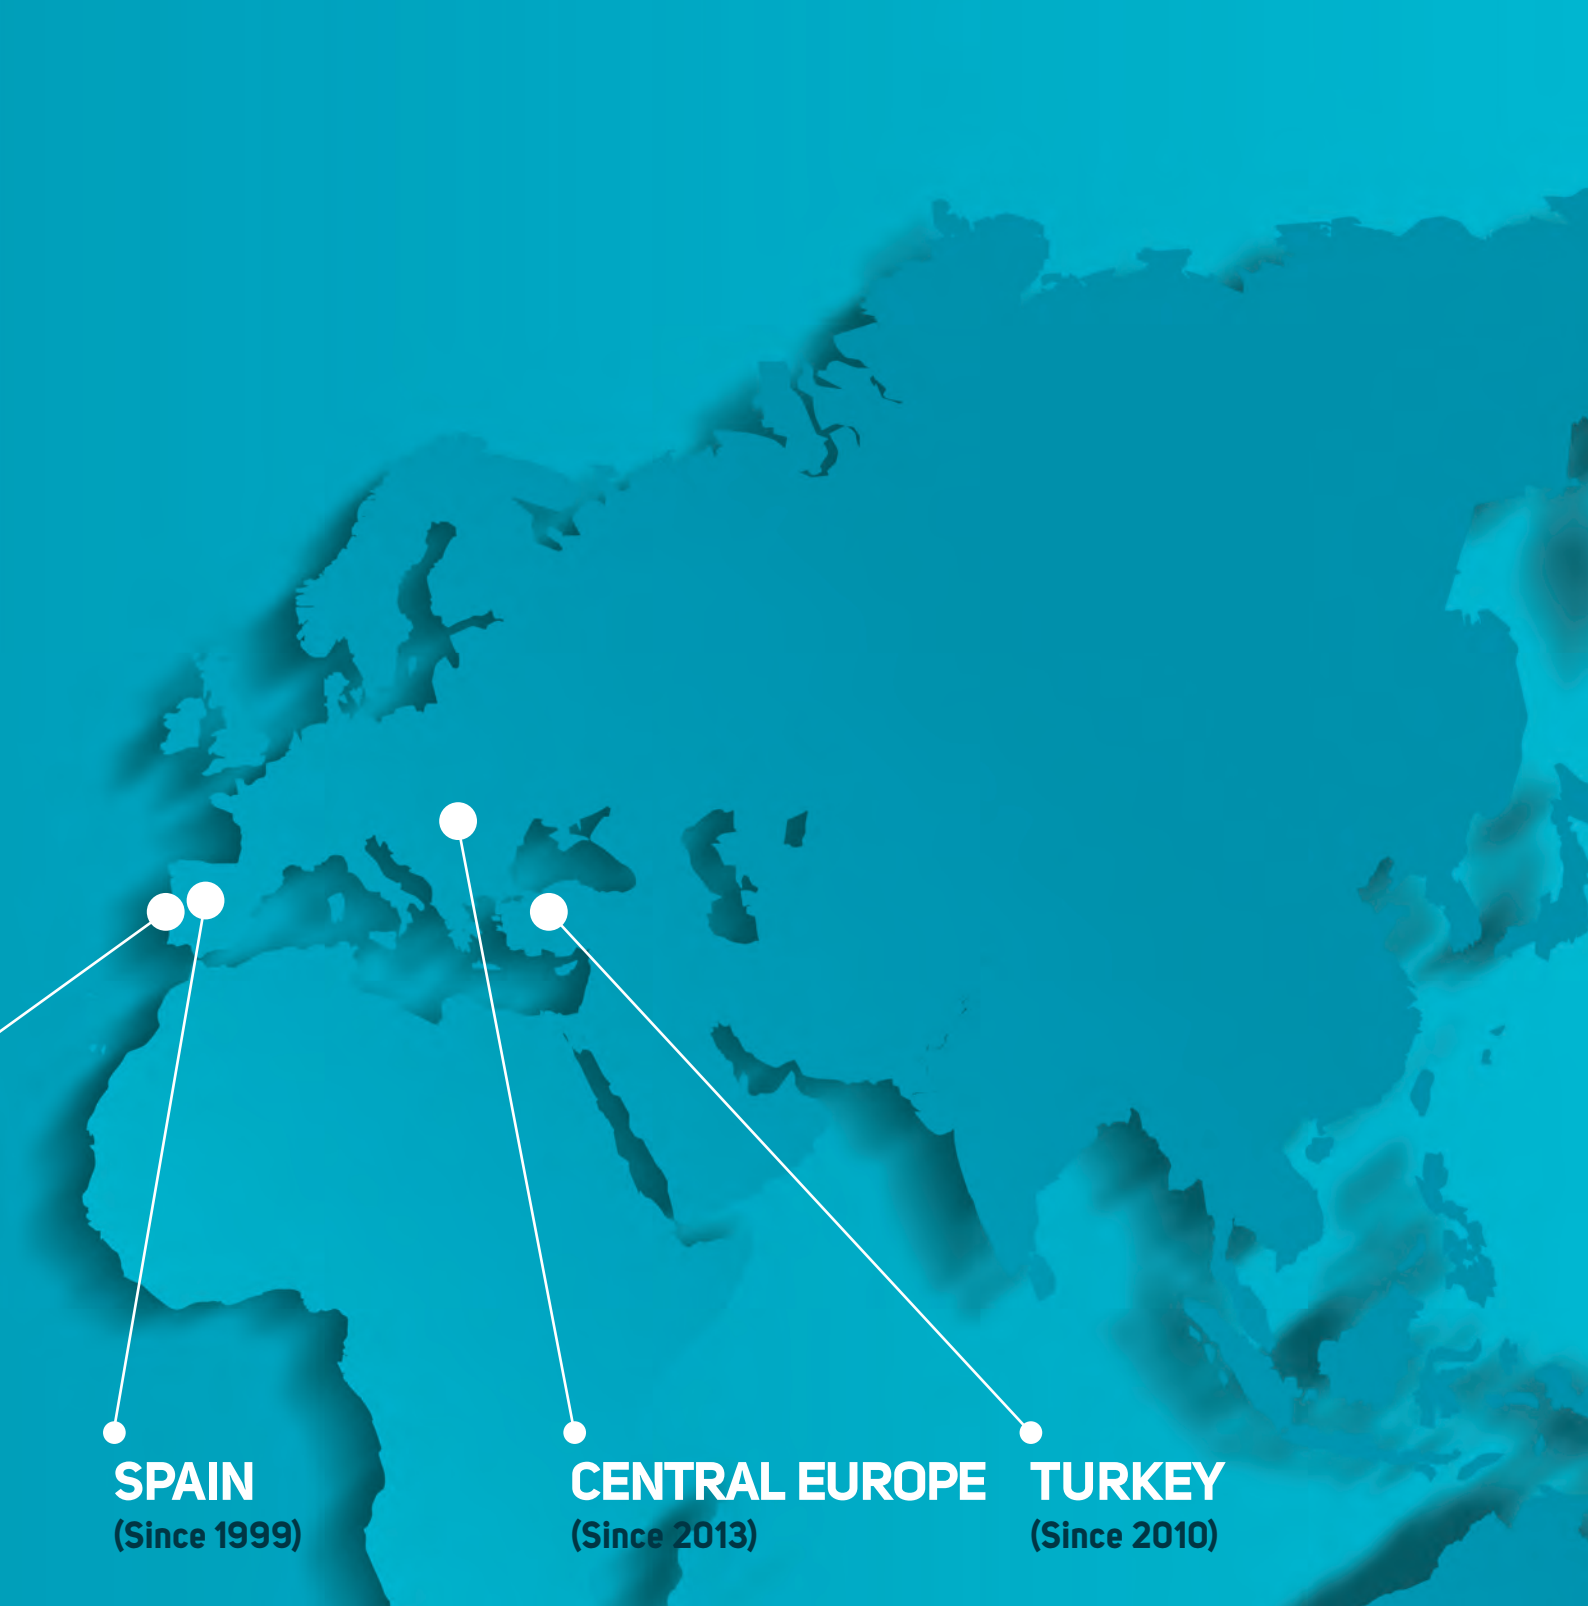 SPAIN
(Since 1999)
CENTRAL EUROPE
(Since 2013)
TURKEY
(Since 2010)